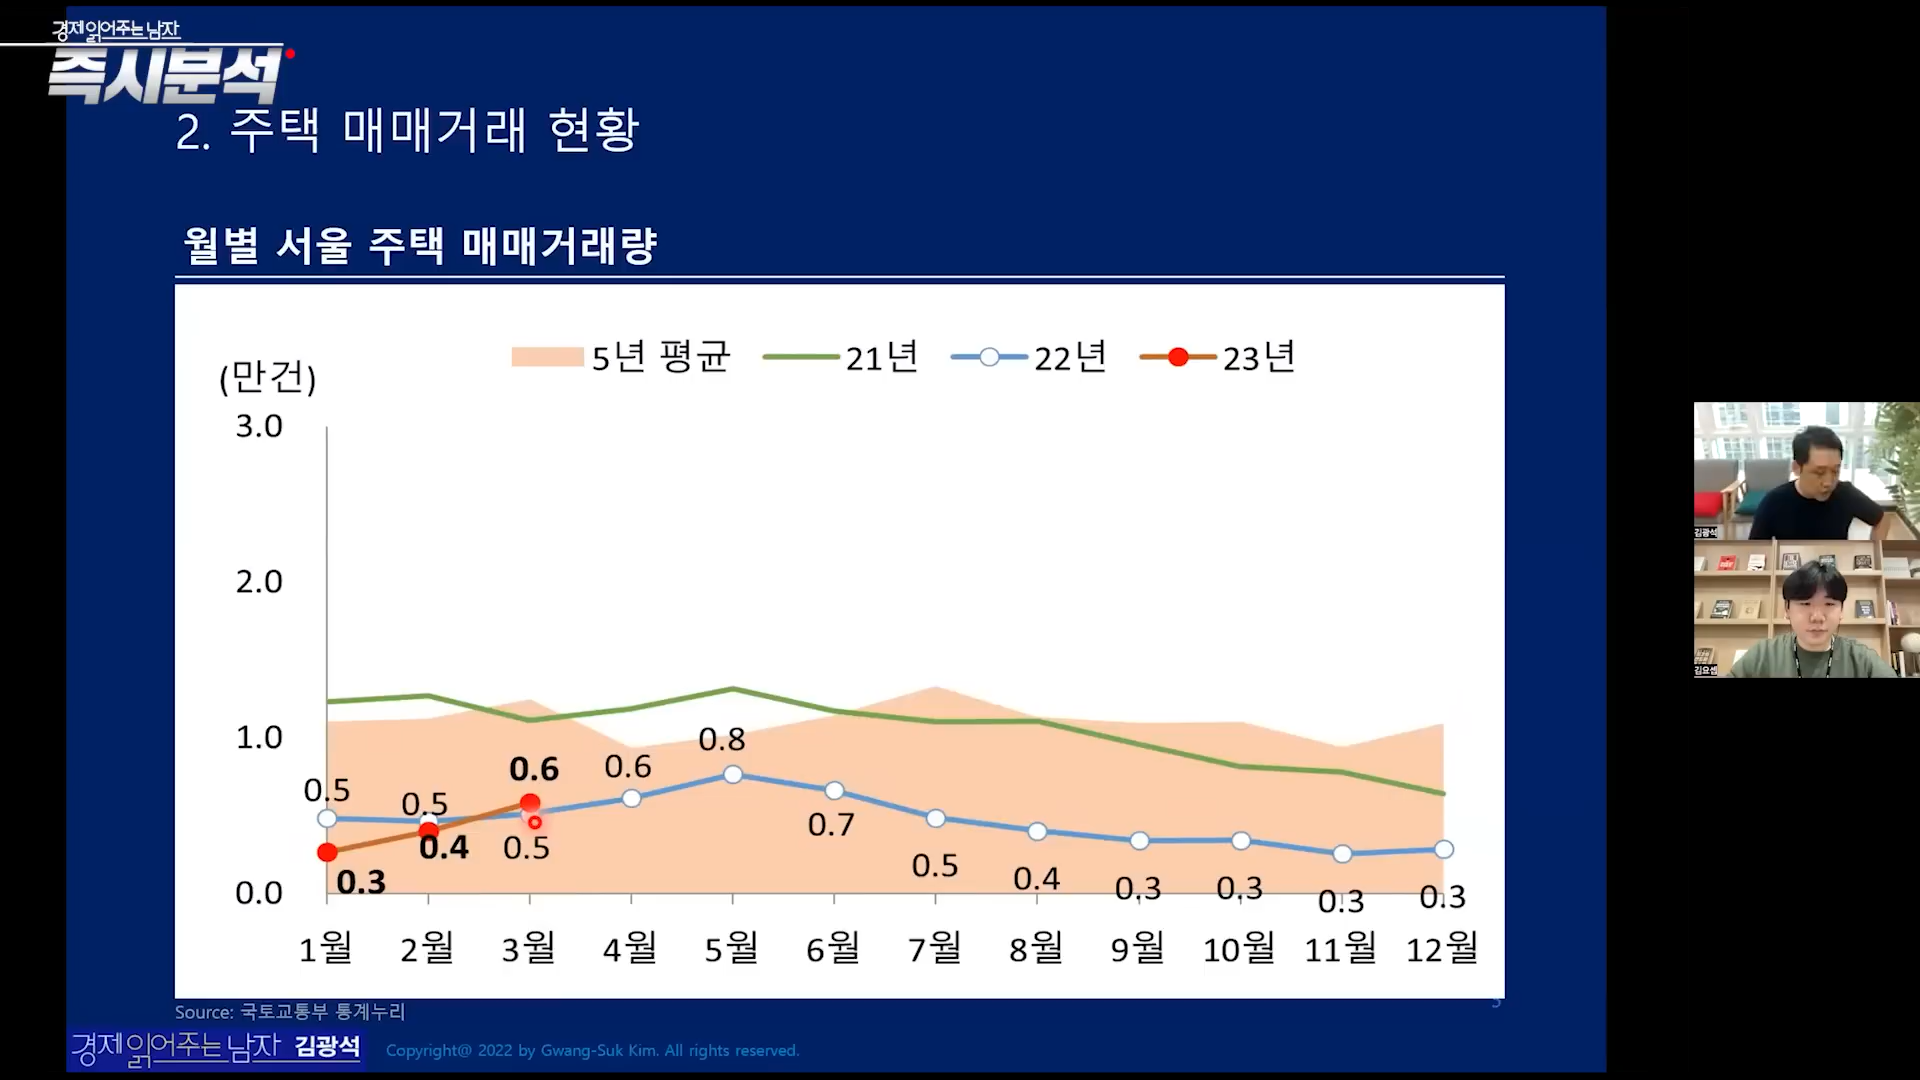 경제읽어주는남자
즉시분석
2. 주택 매매거래 현황
월별 서울 주택 매매거래량
5년 평균 21년 22년 23년
(만건)
3.0
2.0
1.0
0.0
0.5 0.5 0.5 0.6 0.8 0.7 0.5 0.4 0.3 0.3 0.3 0.3
0.3 0.4 0.6
1월 2월 3월 4월 5월 6월 7월 8월 9월 10월 11월 12월
Source: 국토교통부 통계누리
5
경제읽어주는남자 김광석
Copyright@ 2022 by Gwang-Suk Kim. All rights reserved.
김광석
김요셉